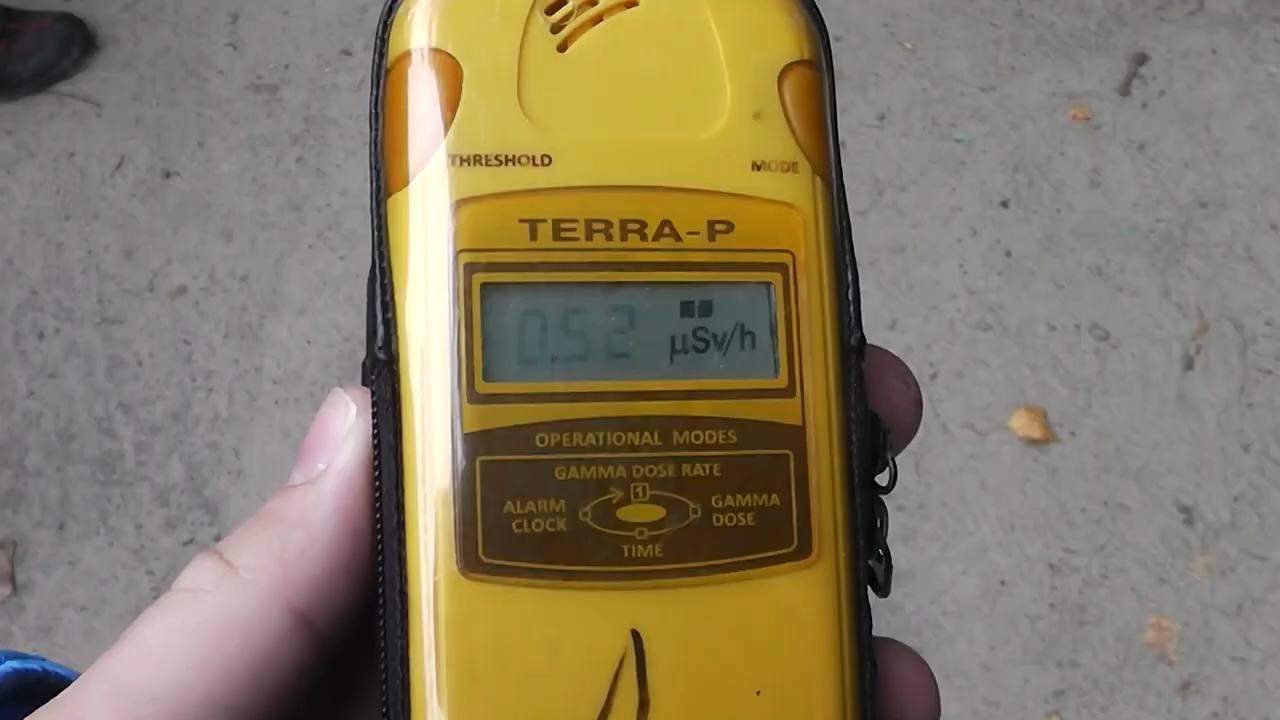 THRESHOLD MODE
TERRA-P
0.52 µSv/h
OPERATIONAL MODES
GAMMA DOSE RATE
1
ALARM CLOCK
GAMMA DOSE
TIME